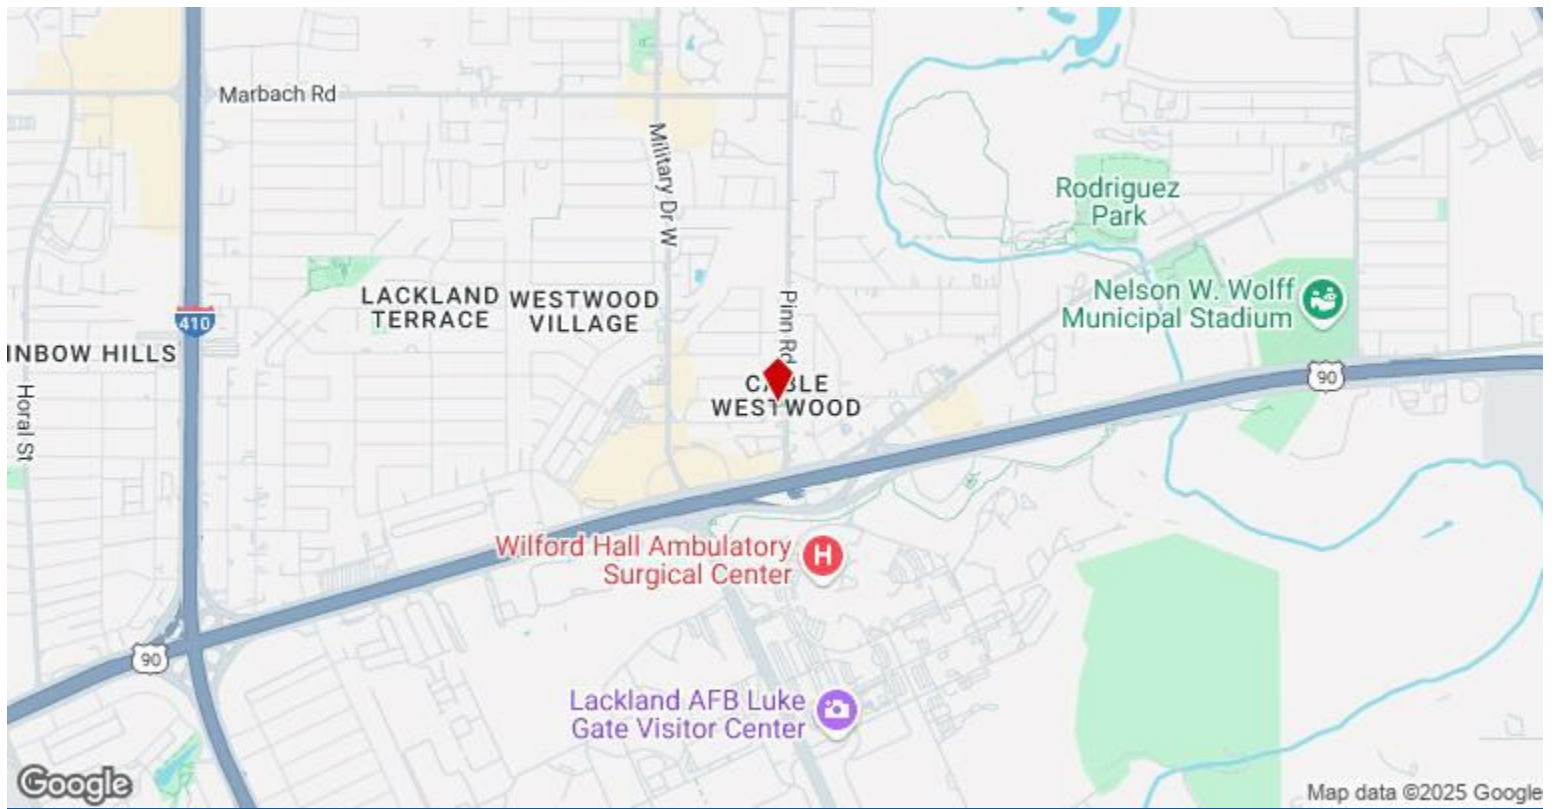 Marbach Rd
Military Dr W
Rodriguez
Park
LACKLAND
TERRACE
WESTWOOD
VILLAGE
Pinn Rd
Nelson W. Wolff
Municipal Stadium
410
INBOW HILLS
90
CABLE
WESTWOOD
Horal St
Wilford Hall Ambulatory
Surgical Center
H
90
Lackland AFB Luke
Gate Visitor Center
Google
Map data ©2025 Google